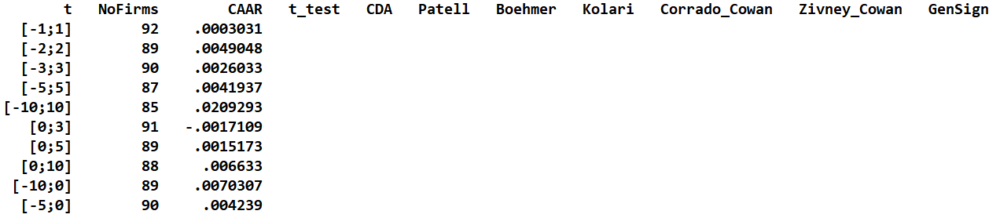 t NoFirms CAAR t_test CDA Patell Boehmer Kolari Corrado_Cowan Zivney_Cowan GenSign
[-1;1] 92 .0003031
[-2;2] 89 .0049048
[-3;3] 90 .0026033
[-5;5] 87 .0041937
[-10;10] 85 .0209293
[0;3] 91 -.0017109
[0;5] 89 .0015173
[0;10] 88 .006633
[-10;0] 89 .0070307
[-5;0] 90 .004239